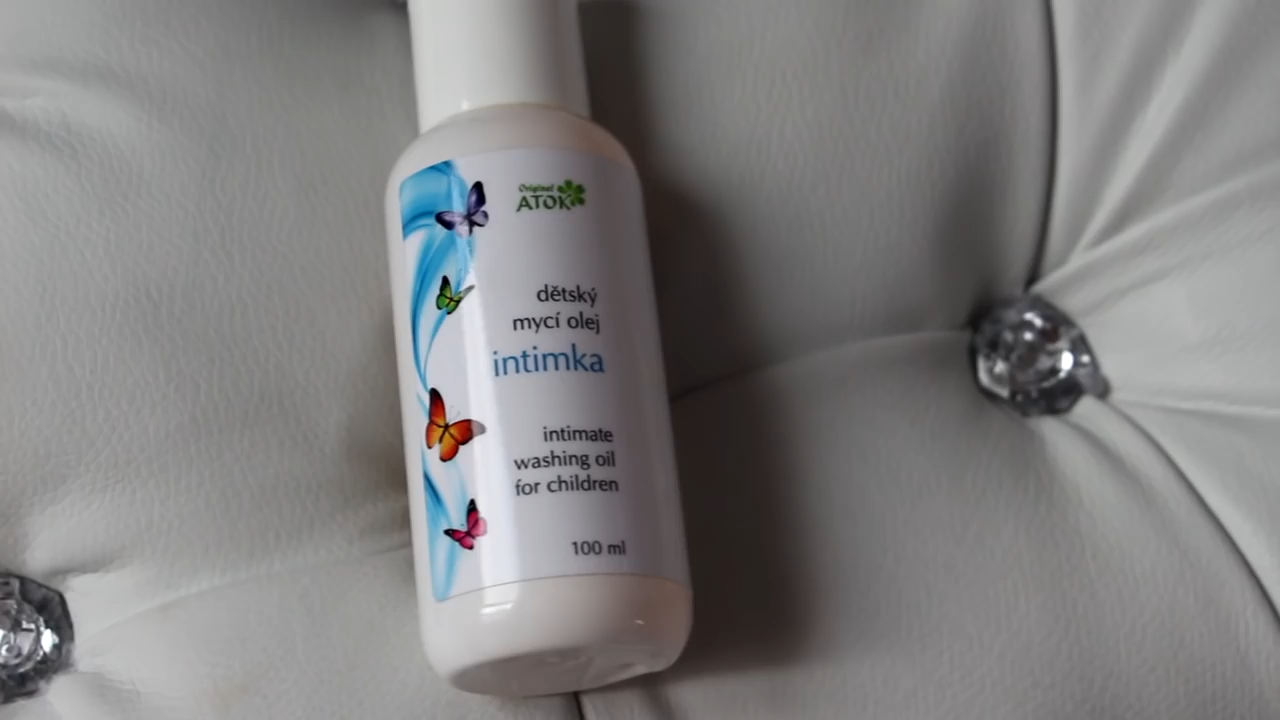 Original
ATOK
dětský
mycí olej
intimka
intimate
washing oil
for children
100 ml